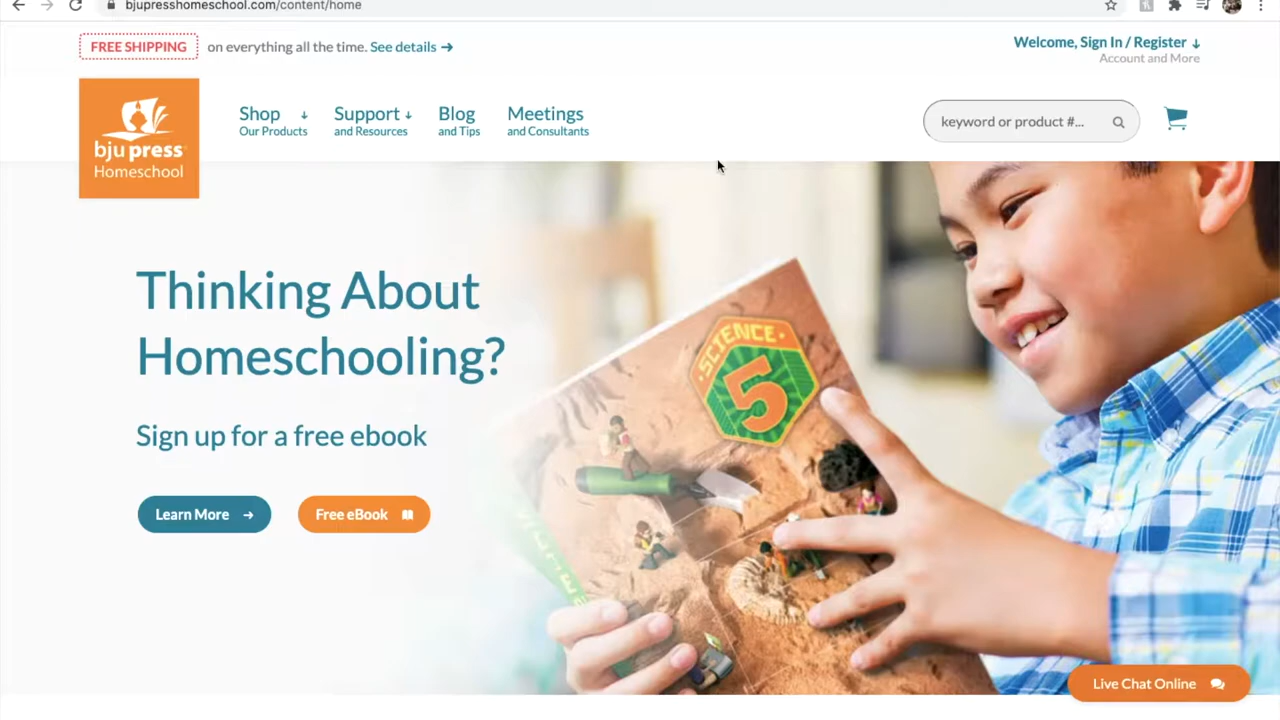 bjupresshomeschool.com/content/home
FREE SHIPPING on everything all the time. See details →
Welcome, Sign In / Register ↓
Account and More
bju press
Homeschool
Shop ↓
Our Products
Support ↓
and Resources
Blog
and Tips
Meetings
and Consultants
keyword or product #...
Thinking About
Homeschooling?
Sign up for a free ebook
Learn More →
Free eBook
SCIENCE
5
Live Chat Online